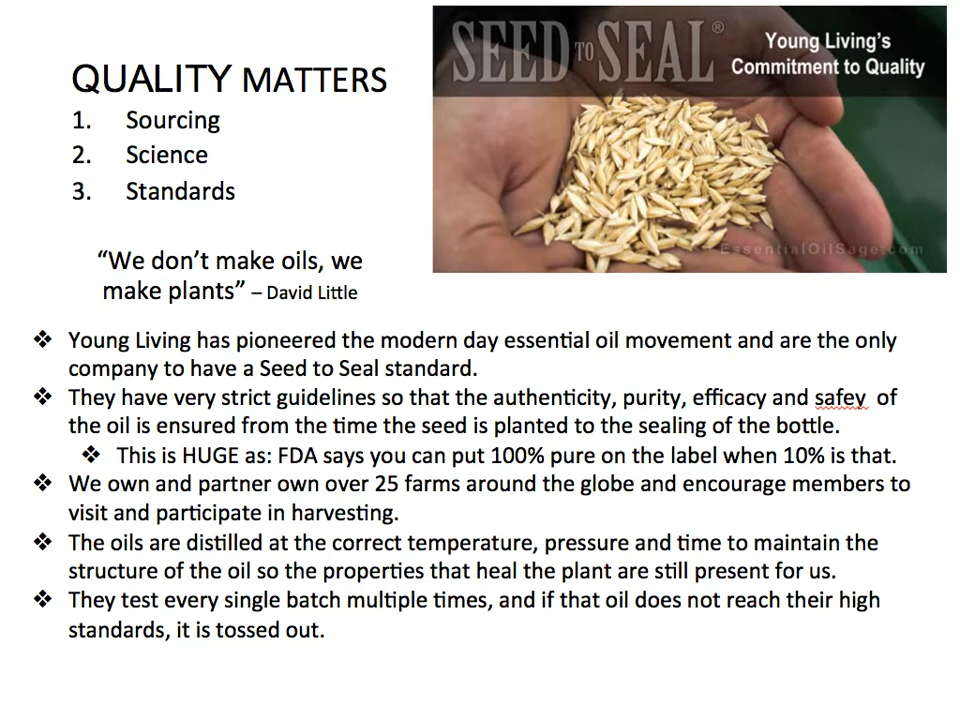 QUALITY MATTERS
1. Sourcing
2. Science
3. Standards
“We don’t make oils, we
make plants” – David Little
SEED TO SEAL®
Young Living’s
Commitment to Quality
EssentialOilSage.com
❖ Young Living has pioneered the modern day essential oil movement and are the only
company to have a Seed to Seal standard.
❖ They have very strict guidelines so that the authenticity, purity, efficacy and safey of
the oil is ensured from the time the seed is planted to the sealing of the bottle.
❖ This is HUGE as: FDA says you can put 100% pure on the label when 10% is that.
❖ We own and partner own over 25 farms around the globe and encourage members to
visit and participate in harvesting.
❖ The oils are distilled at the correct temperature, pressure and time to maintain the
structure of the oil so the properties that heal the plant are still present for us.
❖ They test every single batch multiple times, and if that oil does not reach their high
standards, it is tossed out.